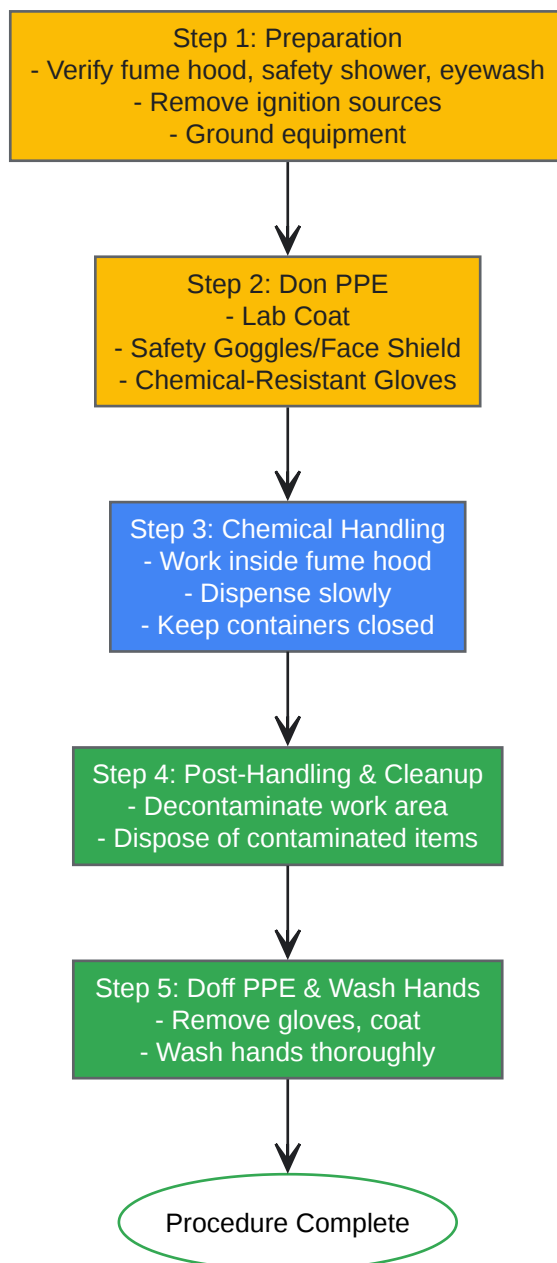 Step 1: Preparation
- Verify fume hood, safety shower, eyewash
- Remove ignition sources
- Ground equipment
Step 2: Don PPE
- Lab Coat
- Safety Goggles/Face Shield
- Chemical-Resistant Gloves
Step 3: Chemical Handling
- Work inside fume hood
- Dispense slowly
- Keep containers closed
Step 4: Post-Handling & Cleanup
- Decontaminate work area
- Dispose of contaminated items
Step 5: Doff PPE & Wash Hands
- Remove gloves, coat
- Wash hands thoroughly
Procedure Complete